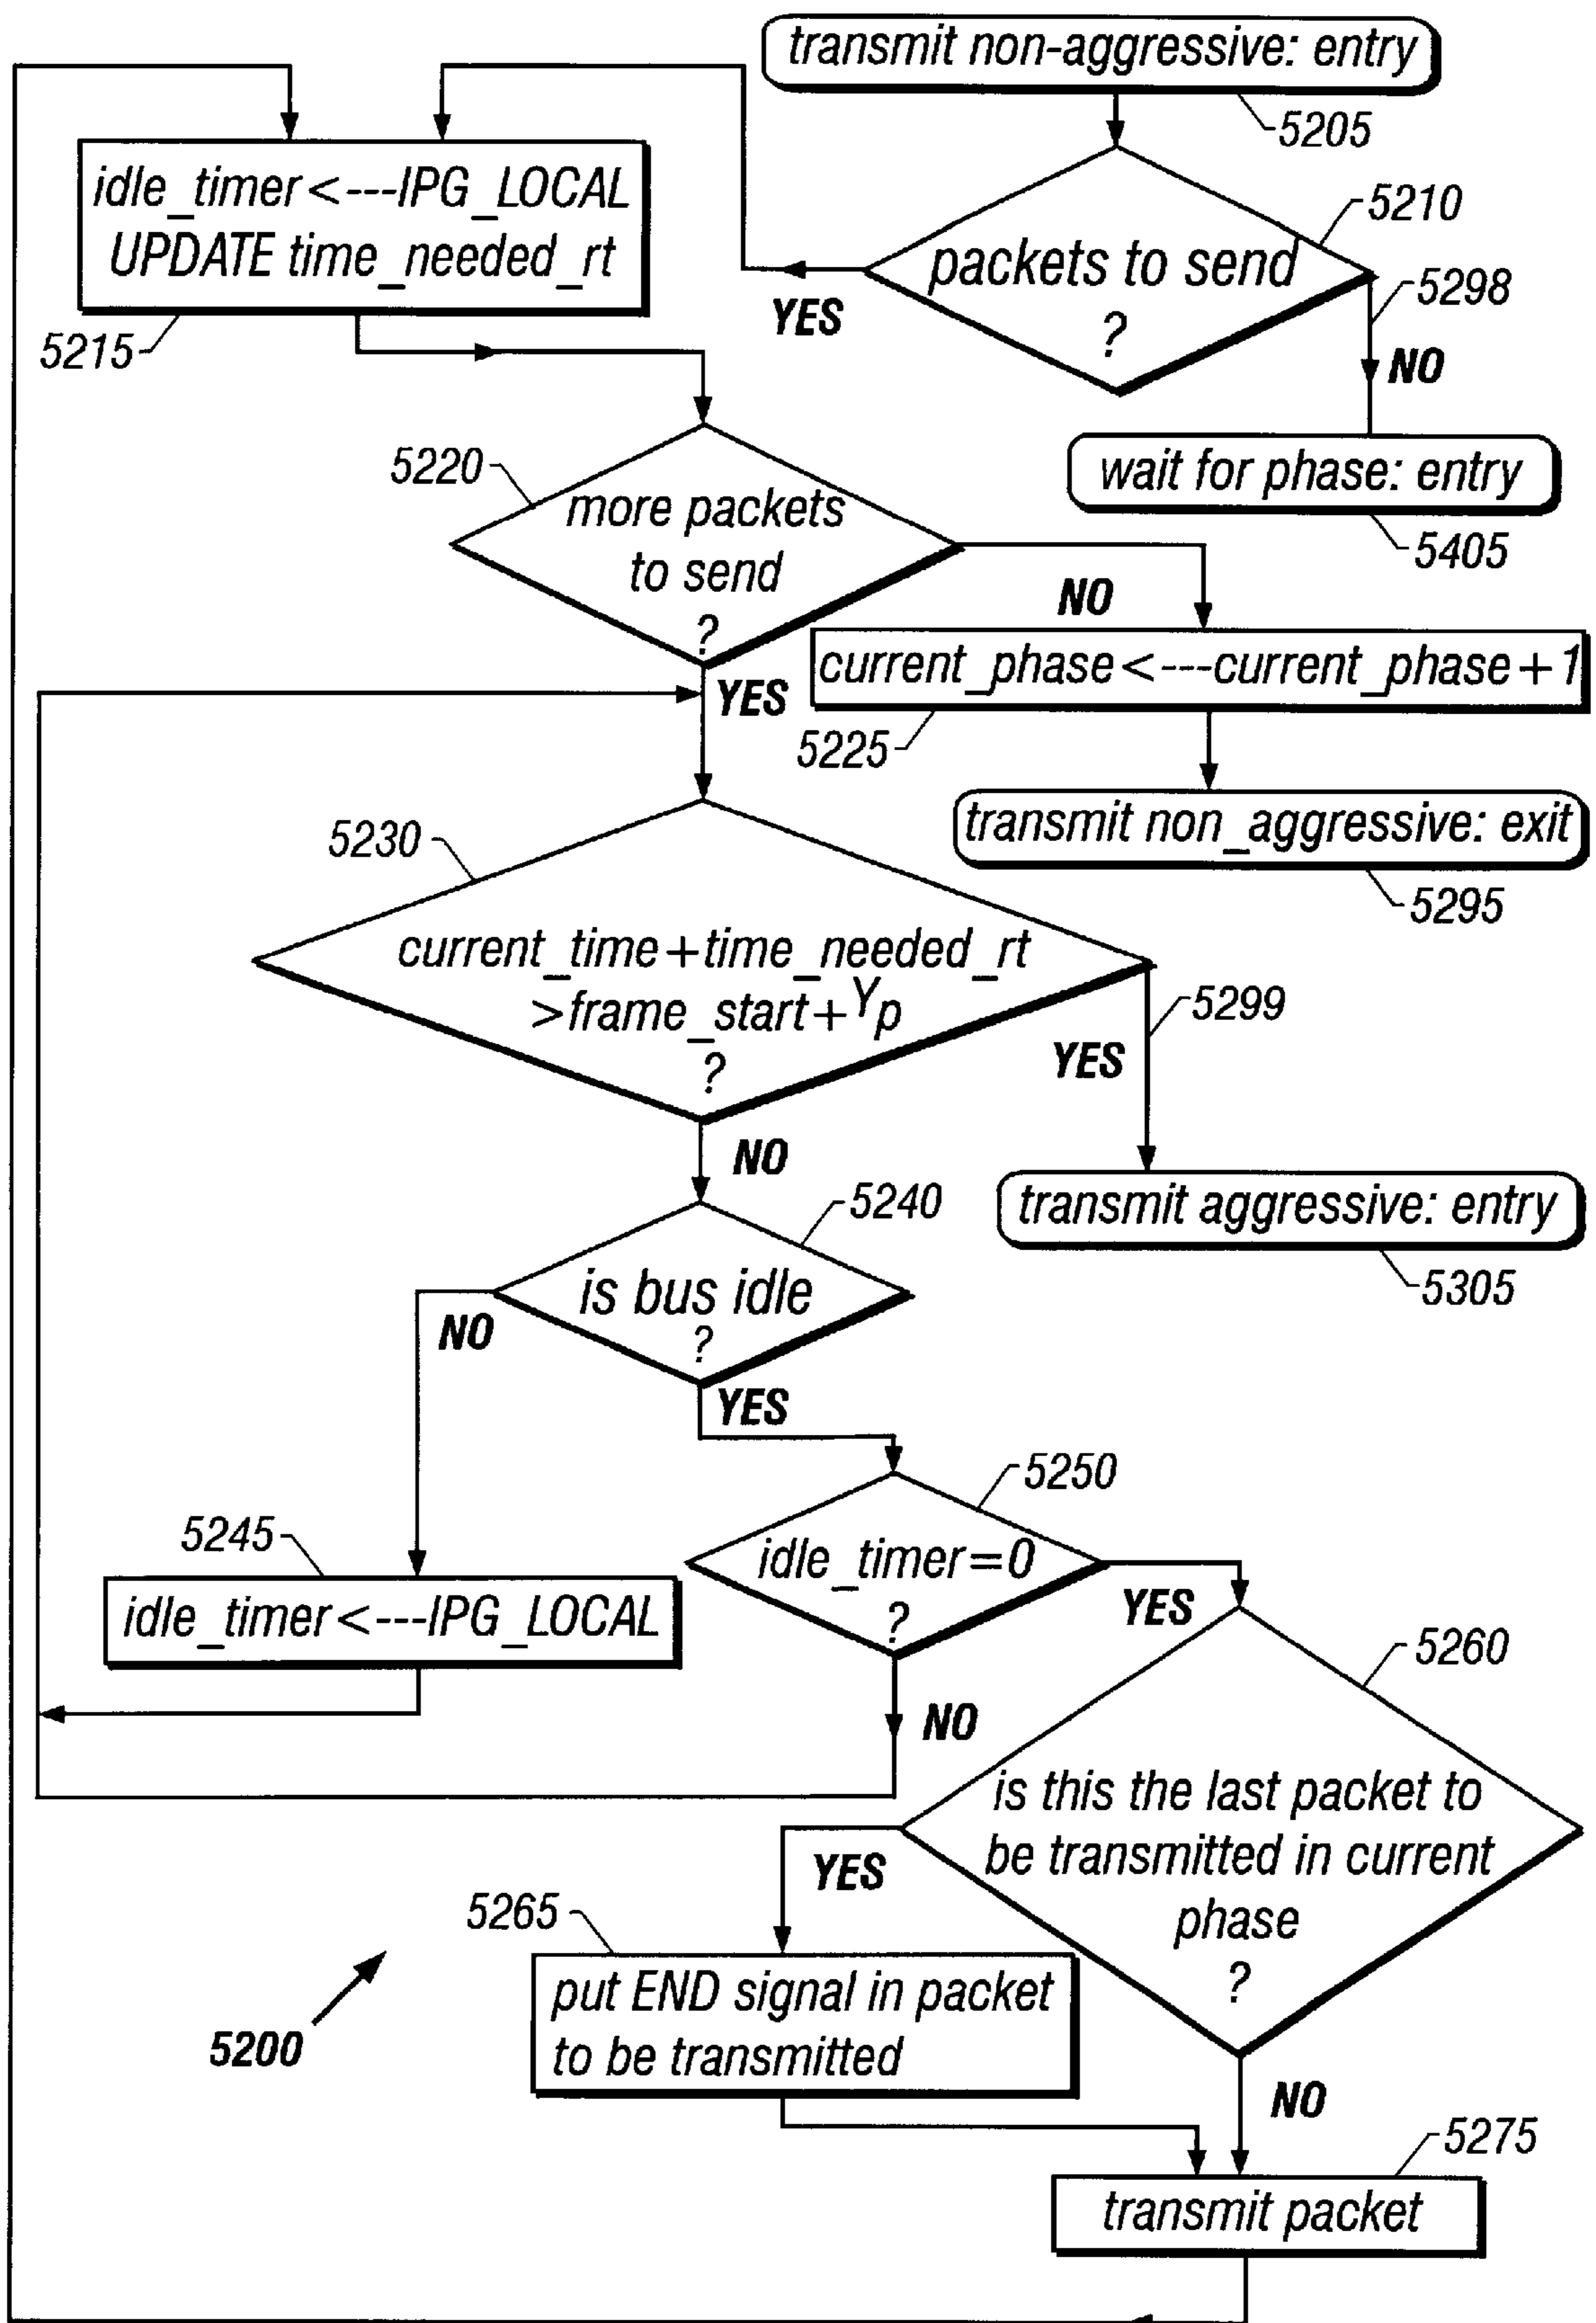 transmit non-aggressive: entry
5205
idle_timer<---IPG_LOCAL
UPDATE time_needed_rt
5215
5210
packets to send
?
YES
5298
NO
wait for phase: entry
5405
5220
more packets
to send
?
NO
YES
current_phase<---current_phase+1
5225
transmit non_aggressive: exit
5295
5230
current_time+time_needed_rt
>frame_start+Yp
?
5299
YES
NO
transmit aggressive: entry
5305
5240
is bus idle
?
NO
YES
5250
idle_timer=0
?
YES
NO
5245
idle_timer<---IPG_LOCAL
5260
is this the last packet to
be transmitted in current
phase
?
YES
5265
put END signal in packet
to be transmitted
5200
NO
5275
transmit packet